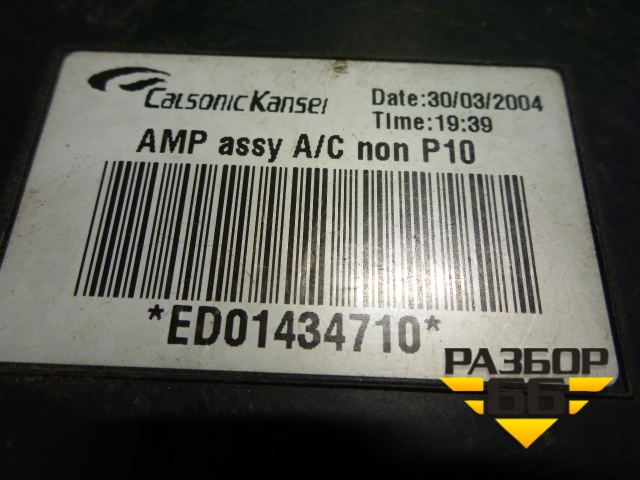 CalsonicKansei
Date:30/03/2004
Time:19:39
AMP assy A/C non P10
*ED01434710*
РАЗБОР
66